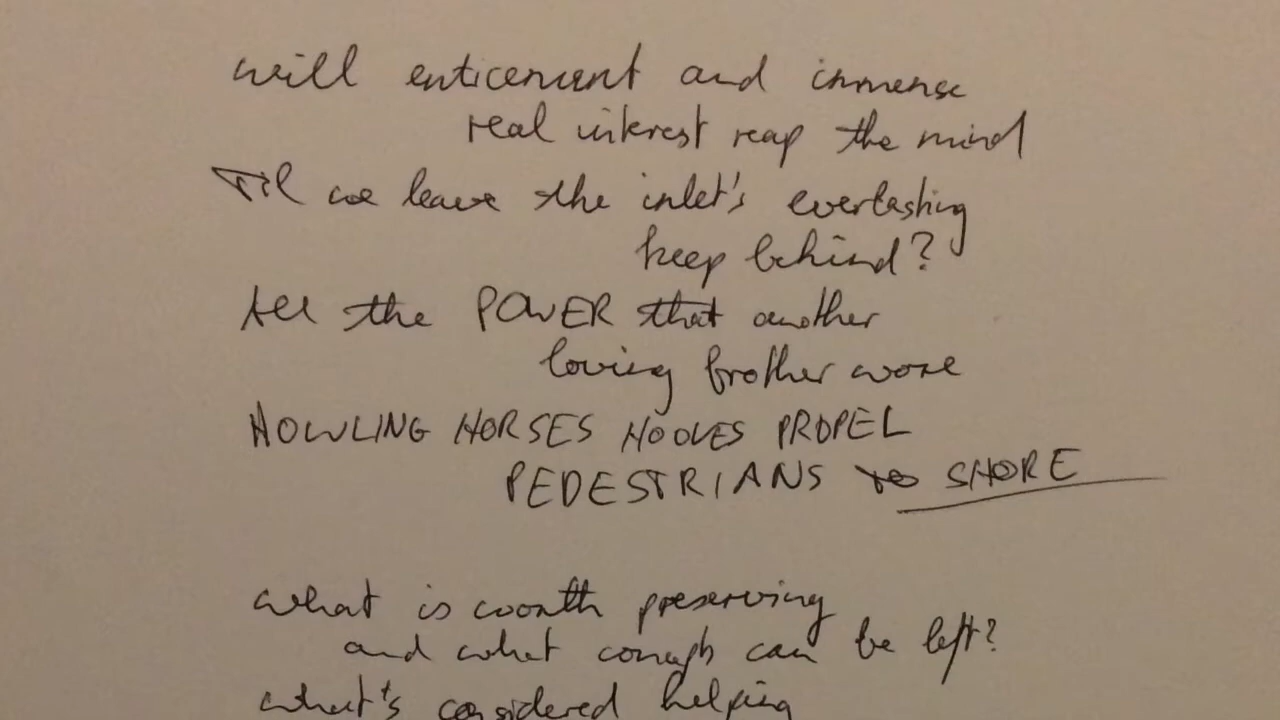 will enticement and immense
real interest reap the mind
Til we leave the inlet's everlasting
keep behind?
All the POWER that another
loving brother wore
HOWLING HORSES HOOVES PROPEL
PEDESTRIANS to SHORE
what is worth preserving
and what can be left?
what's considered helping